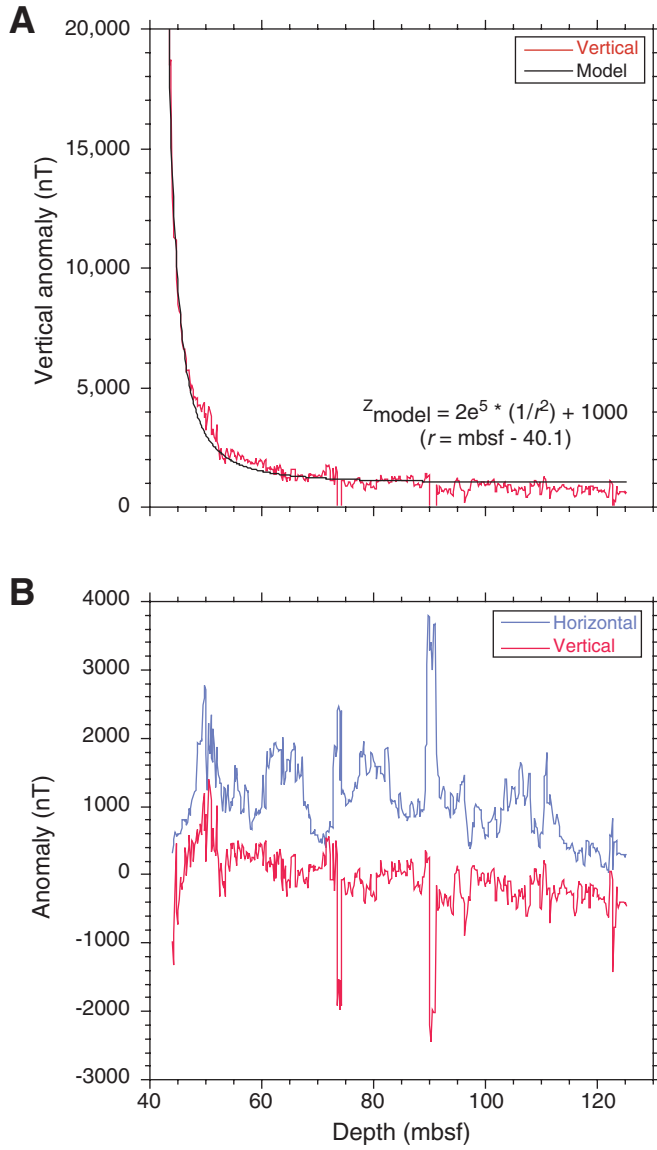 A
20,000
15,000
10,000
5,000
0
Vertical anomaly (nT)
Vertical
Model
Zmodel = 2e⁵ * (1/r²) + 1000
(r = mbsf - 40.1)
B
4000
3000
2000
1000
0
-1000
-2000
-3000
Anomaly (nT)
Horizontal
Vertical
40 60 80 100 120
Depth (mbsf)